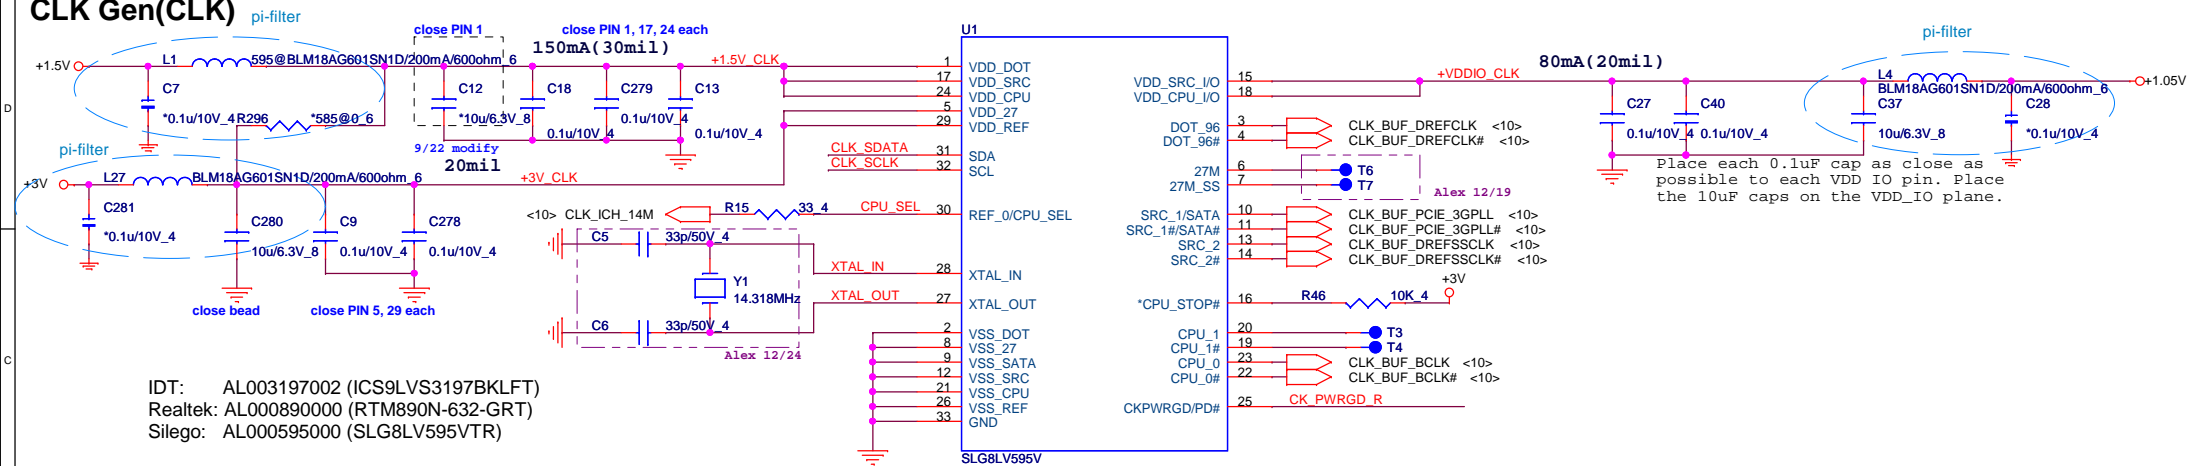 CLK Gen(CLK)
pi-filter
+1.5V
L1
595@BLM18AG601SN1D/200mA/600ohm_6
C7
*0.1u/10V_4
R296
*585@0_6
close PIN 1
close PIN 1, 17, 24 each
150mA(30mil)
+1.5V_CLK
C12
*10u/6.3V_8
C18
0.1u/10V_4
C279
0.1u/10V_4
C13
0.1u/10V_4
9/22 modify
20mil
pi-filter
+3V
L27
BLM18AG601SN1D/200mA/600ohm_6
+3V_CLK
C281
*0.1u/10V_4
C280
10u/6.3V_8
C9
0.1u/10V_4
C278
0.1u/10V_4
close bead
close PIN 5, 29 each
CLK_SDATA
CLK_SCLK
<10> CLK_ICH_14M
R15
33_4
CPU_SEL
C5
33p/50V_4
Y1
14.318MHz
C6
33p/50V_4
Alex 12/24
XTAL_IN
XTAL_OUT
U1
1 VDD_DOT
17 VDD_SRC
24 VDD_CPU
5 VDD_27
29 VDD_REF
31 SDA
32 SCL
30 REF_0/CPU_SEL
28 XTAL_IN
27 XTAL_OUT
2 VSS_DOT
8 VSS_27
9 VSS_SATA
12 VSS_SRC
21 VSS_CPU
26 VSS_REF
33 GND
SLG8LV595V
VDD_SRC_I/O 15
VDD_CPU_I/O 18
DOT_96 3 CLK_BUF_DREFCLK <10>
DOT_96# 4 CLK_BUF_DREFCLK# <10>
27M 6 T6
27M_SS 7 T7
Alex 12/19
SRC_1/SATA 10 CLK_BUF_PCIE_3GPLL <10>
SRC_1#/SATA# 11 CLK_BUF_PCIE_3GPLL# <10>
SRC_2 13 CLK_BUF_DREFSSCLK <10>
SRC_2# 14 CLK_BUF_DREFSSCLK# <10>
*CPU_STOP# 16 R46 10K_4 +3V
CPU_1 20 T3
CPU_1# 19 T4
CPU_0 23 CLK_BUF_BCLK <10>
CPU_0# 22 CLK_BUF_BCLK# <10>
CKPWRGD/PD# 25 CK_PWRGD_R
+VDDIO_CLK
80mA(20mil)
C27
0.1u/10V_4
C40
0.1u/10V_4
pi-filter
L4
BLM18AG601SN1D/200mA/600ohm_6
+1.05V
C37
10u/6.3V_8
C28
*0.1u/10V_4
Place each 0.1uF cap as close as
possible to each VDD IO pin. Place
the 10uF caps on the VDD_IO plane.
IDT: AL003197002 (ICS9LVS3197BKLFT)
Realtek: AL000890000 (RTM890N-632-GRT)
Silego: AL000595000 (SLG8LV595VTR)
D
C